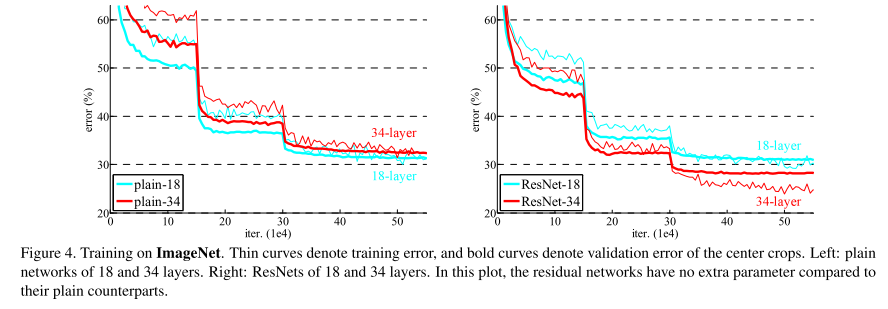 60
50
40
30
20
error (%)
10
20
30
40
50
iter. (1e4)
34-layer
18-layer
plain-18
plain-34
60
50
40
30
20
error (%)
10
20
30
40
50
iter. (1e4)
18-layer
34-layer
ResNet-18
ResNet-34
Figure 4. Training on ImageNet. Thin curves denote training error, and bold curves denote validation error of the center crops. Left: plain
networks of 18 and 34 layers. Right: ResNets of 18 and 34 layers. In this plot, the residual networks have no extra parameter compared to
their plain counterparts.